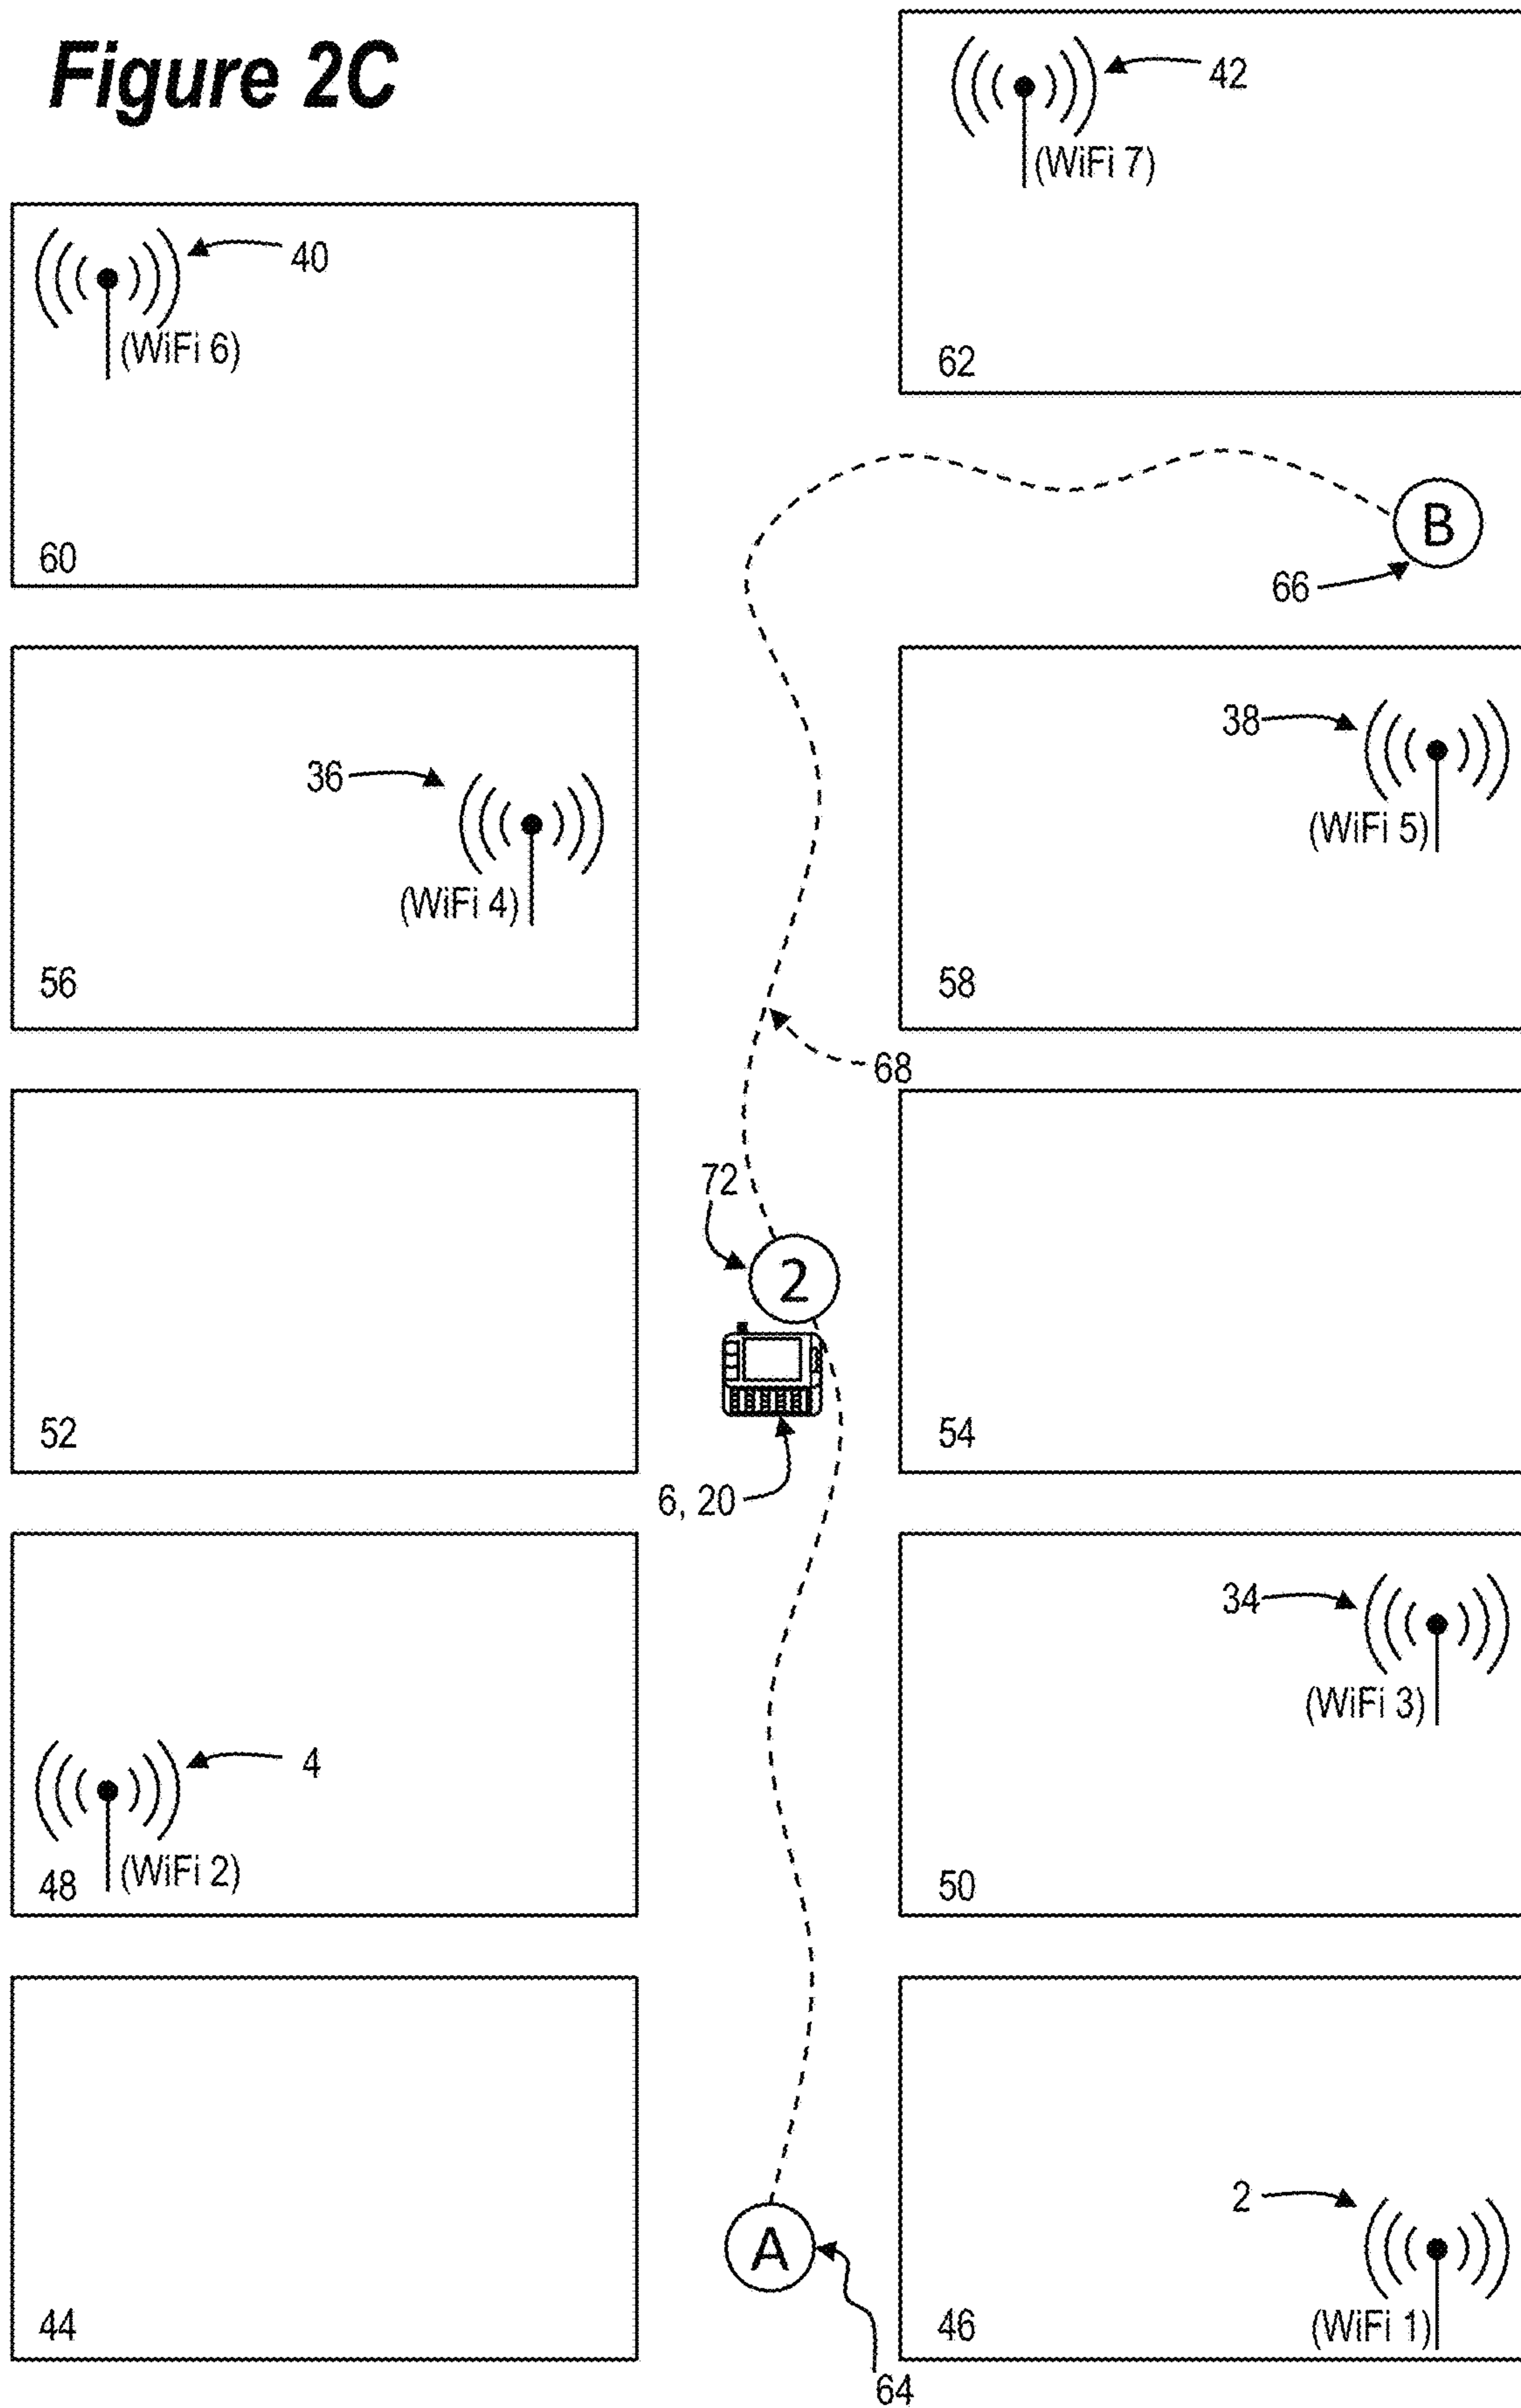 Figure 2C
42
(WiFi 7)
40
(WiFi 6)
62
60
B
66
38
36
(WiFi 5)
(WiFi 4)
56
58
68
72
2
52
54
6, 20
34
(WiFi 3)
4
48
(WiFi 2)
50
2
A
44
46
(WiFi 1)
64